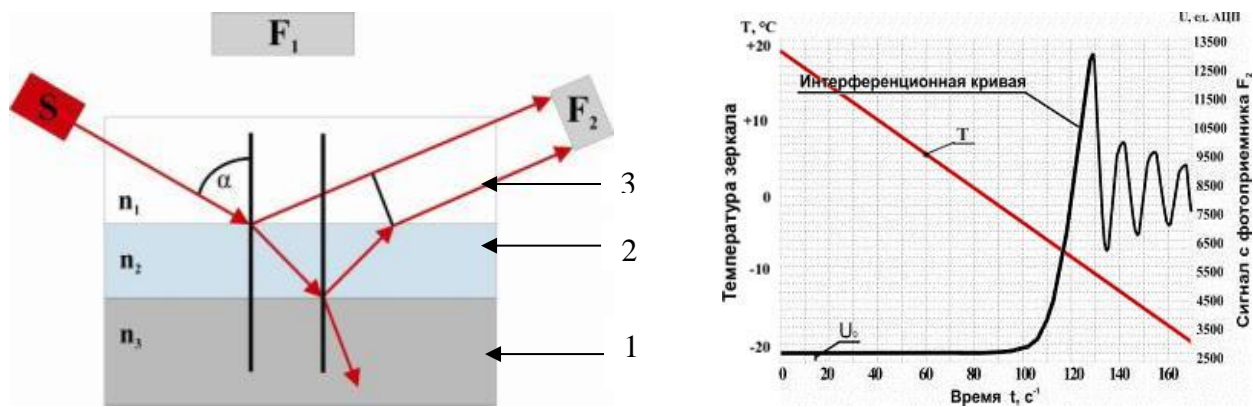 F₁
S
F₂
α
n₁
3
n₂
2
n₃
1
T, °C
U, ед. АЦП
+20
+10
0
-10
-20
Температура зеркала
Интерференционная кривая
T
U₀
13500
12500
11500
10500
9500
8500
7500
6500
5500
4500
3500
2500
Сигнал с фотоприемника F₂
0 20 40 60 80 100 120 140 160
Время t, с⁻¹